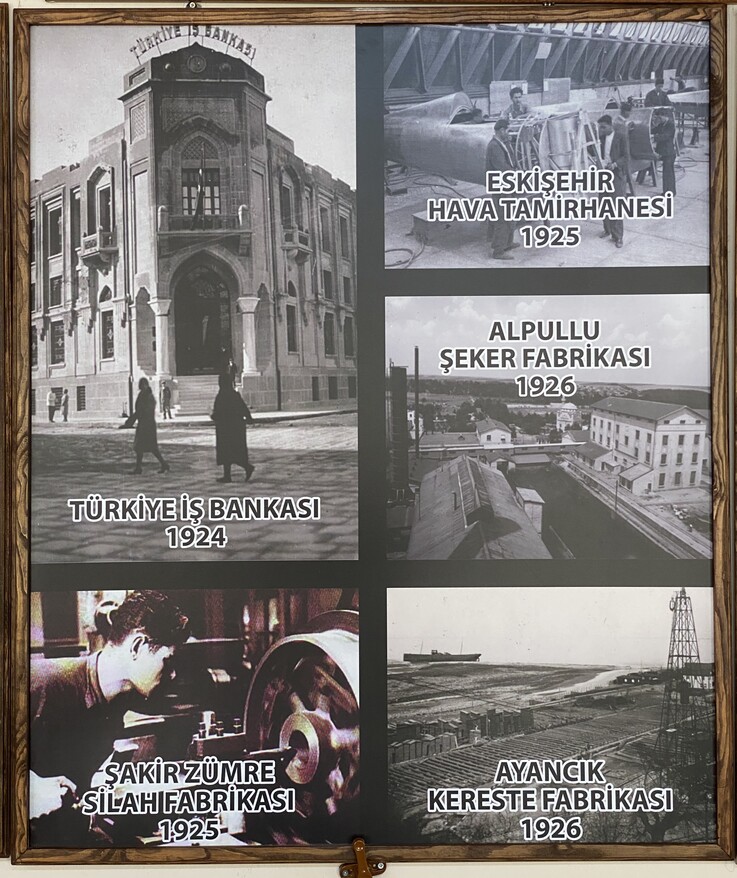 TÜRKİYE İŞ BANKASI
TÜRKİYE İŞ BANKASI
1924
ESKİŞEHİR
HAVA TAMİRHANESİ
1925
ALPULLU
ŞEKER FABRİKASI
1926
ŞAKİR ZÜMRE
SİLAH FABRİKASI
1925
AYANCIK
KERESTE FABRİKASI
1926